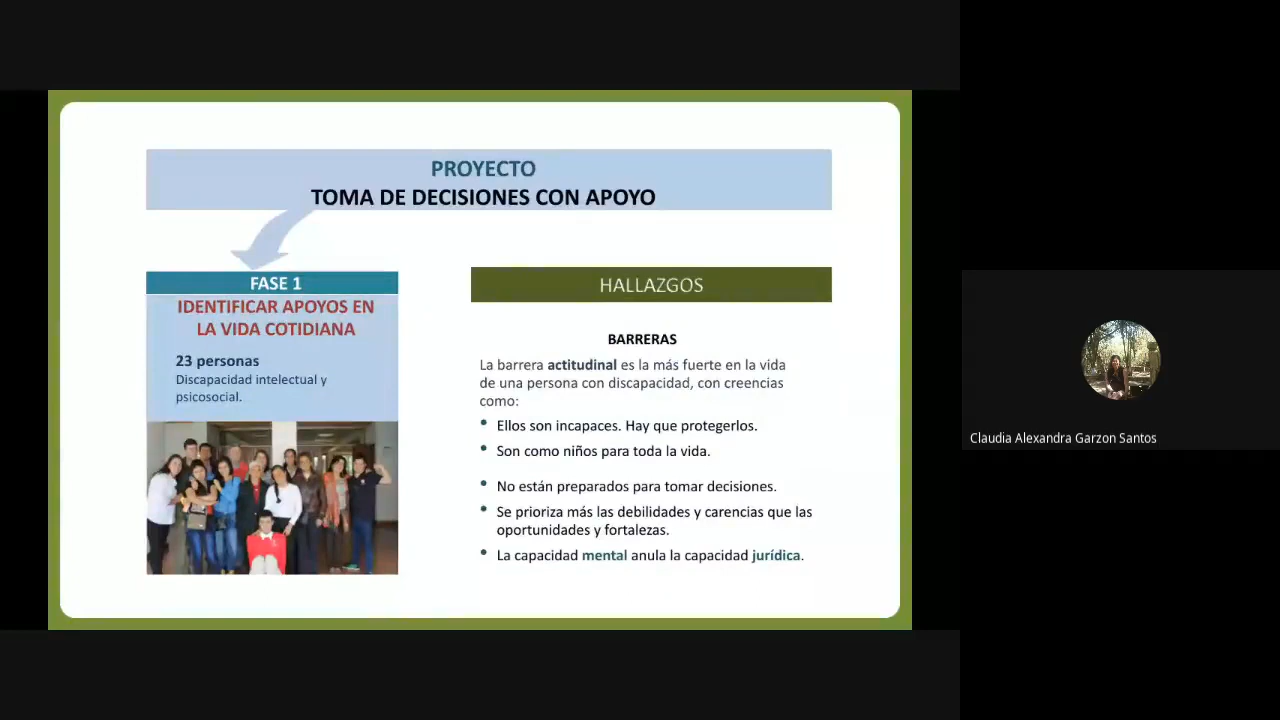 PROYECTO
TOMA DE DECISIONES CON APOYO
FASE 1
IDENTIFICAR APOYOS EN
LA VIDA COTIDIANA
23 personas
Discapacidad intelectual y
psicosocial.
HALLAZGOS
BARRERAS
La barrera actitudinal es la más fuerte en la vida
de una persona con discapacidad, con creencias
como:
• Ellos son incapaces. Hay que protegerlos.
• Son como niños para toda la vida.
• No están preparados para tomar decisiones.
• Se prioriza más las debilidades y carencias que las
oportunidades y fortalezas.
• La capacidad mental anula la capacidad jurídica.
Claudia Alexandra Garzon Santos